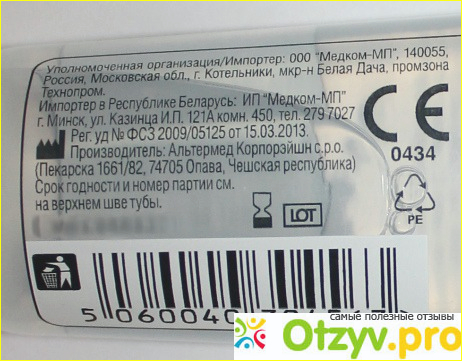 Уполномоченная организация/Импортер: ООО "Медком-МП", 140055,
Россия, Московская обл., г. Котельники, мкр-н Белая Дача, промзона
Технопром.
Импортер в Республике Беларусь: ИП "Медком-МП"
г. Минск, ул. Казинца И.П. 121А комн. 450, тел. 279 7027
Рег. уд № ФСЗ 2009/05125 от 15.03.2013.
Производитель: Альтермед Корпорэйшн с.р.о.
(Пекарска 1661/82, 74705 Опава, Чешская республика)
Срок годности и номер партии см.
на верхнем шве тубы.
CE
0434
PE
LOT
5 060040
самые полезные отзывы
Otzyv.pro